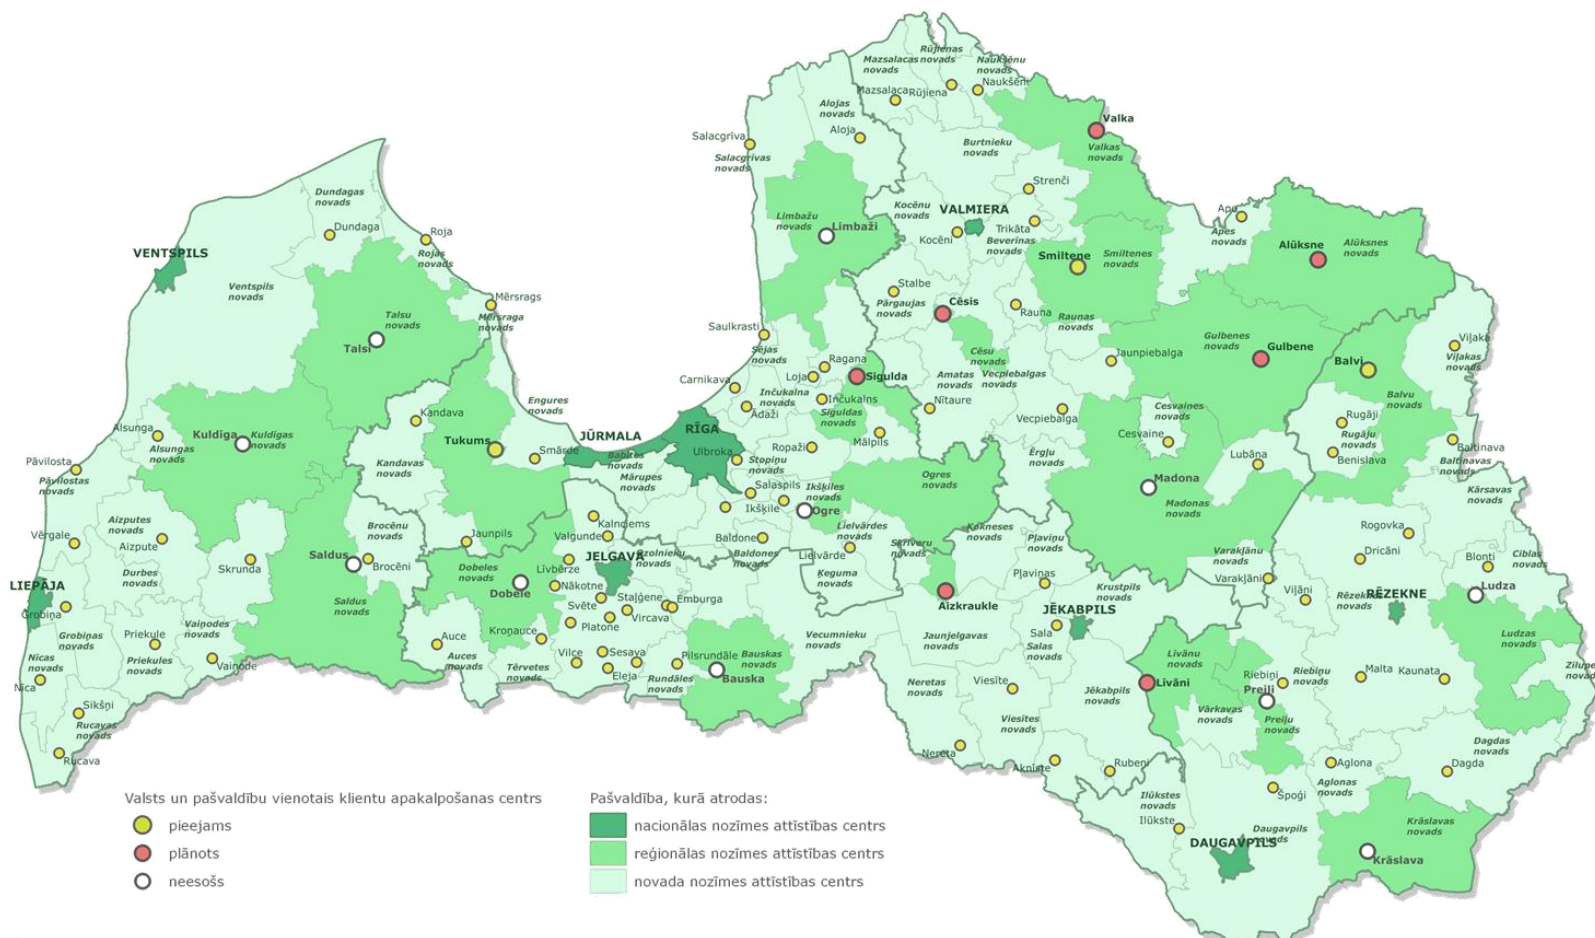 Rūjienas
novads
Mazsalacas
novads
Naukšēnu
novads
Mazsalaca
Rūjiena
Naukšēni
Alojas
novads
Aloja
Valka
Valkas
novads
Salacgrīva
Salacgrīvas
novads
Burtnieku
novads
Strenči
Dundagas
novads
Dundaga
Roja
Rojas
novads
Limbažu
novads
Limbaži
Kocēnu
novads
VALMIERA
Kocēni
Trikāta
Beverīnas
novads
Apes
novads
Alūksne
Alūksnes
novads
VENTSPILS
Smiltene
Smiltenes
novads
Ventspils
novads
Mērsrags
Mērsraga
novads
Stalbe
Pārgaujas
novads
Cēsis
Rauna
Raunas
novads
Talsu
novads
Talsi
Saulkrasti
Sējas
novads
Cēsu
novads
Gulbenes
novads
Gulbene
Viļaka
Viļakas
novads
Ragana
Loja
Sigulda
Jaunpiebalga
Balvi
Balvu
novads
Carnikava
Inčukalna
novads
Inčukalns
Siguldas
novads
Amatas
novads
Vecpiebalgas
novads
Engures
novads
Ādaži
Nītaure
Vecpiebalga
Cesvaines
novads
Cesvaine
Rugāji
Rugāju
novads
Benislava
Baltinava
Baltinavas
novads
Kandava
Alsunga
Alsungas
novads
Kuldīga
Kuldīgas
novads
Tukums
Smārde
JŪRMALA
RĪGA
Ulbroka
Babītes
novads
Mārupes
novads
Stopiņu
novads
Ropaži
Mālpils
Ērgļu
novads
Lubāna
Pāvilosta
Pāvilostas
novads
Kandavas
novads
Salaspils
Ikšķiles
novads
Ikšķile
Ogre
Ogres
novads
Madona
Madonas
novads
Kārsavas
novads
Vērgale
Aizputes
novads
Aizpute
Brocēnu
novads
Jaunpils
Kalnciems
Valgunde
Baldone
Baldones
novads
Lielvārdes
novads
Lielvārde
Skrīveru
novads
Kokneses
novads
Pļaviņu
novads
Varakļānu
novads
Varakļāni
Rogovka
Dricāni
Blonti
Ciblas
novads
LIEPĀJA
Grobiņa
Durbes
novads
Skrunda
Saldus
Brocēni
Saldus
novads
Dobeles
novads
Dobele
Līvbērze
JELGAVA
Ozolnieku
novads
Nākotne
Ķeguma
novads
Aizkraukle
Pļaviņas
Krustpils
novads
Viļāni
RĒZEKNE
Ludza
Svēte
Staļģene
Emburga
Platone
Vircava
JĒKABPILS
Sala
Salas
novads
Ludzas
novads
Grobiņas
novads
Priekule
Priekules
novads
Vaiņodes
novads
Vaiņode
Auce
Auces
novads
Kroņauce
Tērvetes
novads
Vilce
Sesava
Eleja
Pilsrundāle
Rundāles
novads
Bauskas
novads
Bauska
Vecumnieku
novads
Jaunjelgavas
novads
Līvānu
novads
Līvāni
Nīcas
novads
Nīca
Neretas
novads
Viesīte
Viesītes
novads
Jēkabpils
novads
Riebiņi
Riebiņu
novads
Preiļi
Preiļu
novads
Vārkavas
novads
Malta
Kaunata
Sikšņi
Rucavas
novads
Rucava
Nereta
Aknīste
Rubeņi
Aglona
Aglonas
novads
Dagdas
novads
Dagda
Ilūkstes
novads
Ilūkste
Špoģi
Daugavpils
DAUGAVPILS
Krāslavas
novads
Krāslava
Valsts un pašvaldību vienotais klientu apakalpošanas centrs
pieejams
plānots
neesošs
Pašvaldība, kurā atrodas:
nacionālas nozīmes attīstības centrs
reģionālas nozīmes attīstības centrs
novada nozīmes attīstības centrs